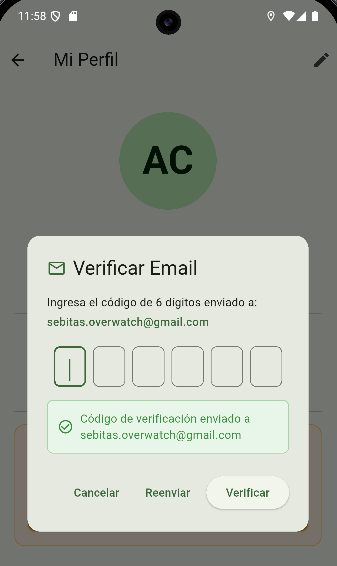 11:58
Mi Perfil
AC
Verificar Email
Ingresa el código de 6 dígitos enviado a:
sebitas.overwatch@gmail.com
Código de verificación enviado a
sebitas.overwatch@gmail.com
Cancelar
Reenviar
Verificar